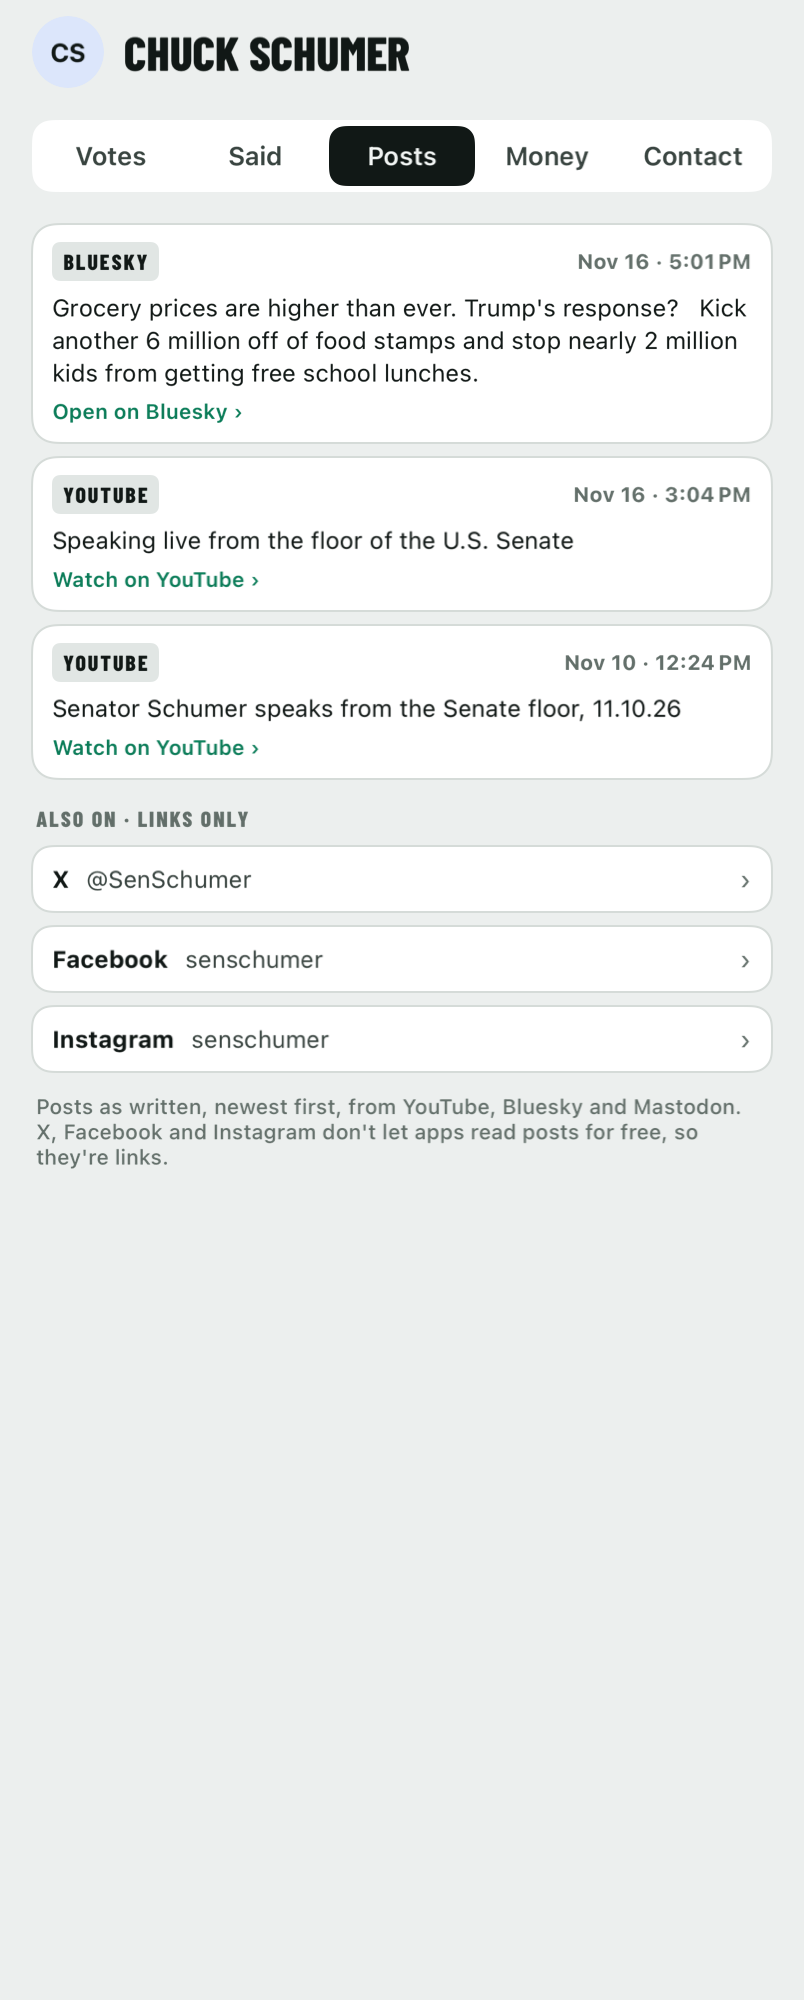 CS CHUCK SCHUMER
Votes Said Posts Money Contact
BLUESKY Nov 16 · 5:01 PM
Grocery prices are higher than ever. Trump's response?   Kick
another 6 million off of food stamps and stop nearly 2 million
kids from getting free school lunches.
Open on Bluesky ›
YOUTUBE Nov 16 · 3:04 PM
Speaking live from the floor of the U.S. Senate
Watch on YouTube ›
YOUTUBE Nov 10 · 12:24 PM
Senator Schumer speaks from the Senate floor, 11.10.26
Watch on YouTube ›
ALSO ON · LINKS ONLY
X @SenSchumer ›
Facebook senschumer ›
Instagram senschumer ›
Posts as written, newest first, from YouTube, Bluesky and Mastodon.
X, Facebook and Instagram don't let apps read posts for free, so
they're links.